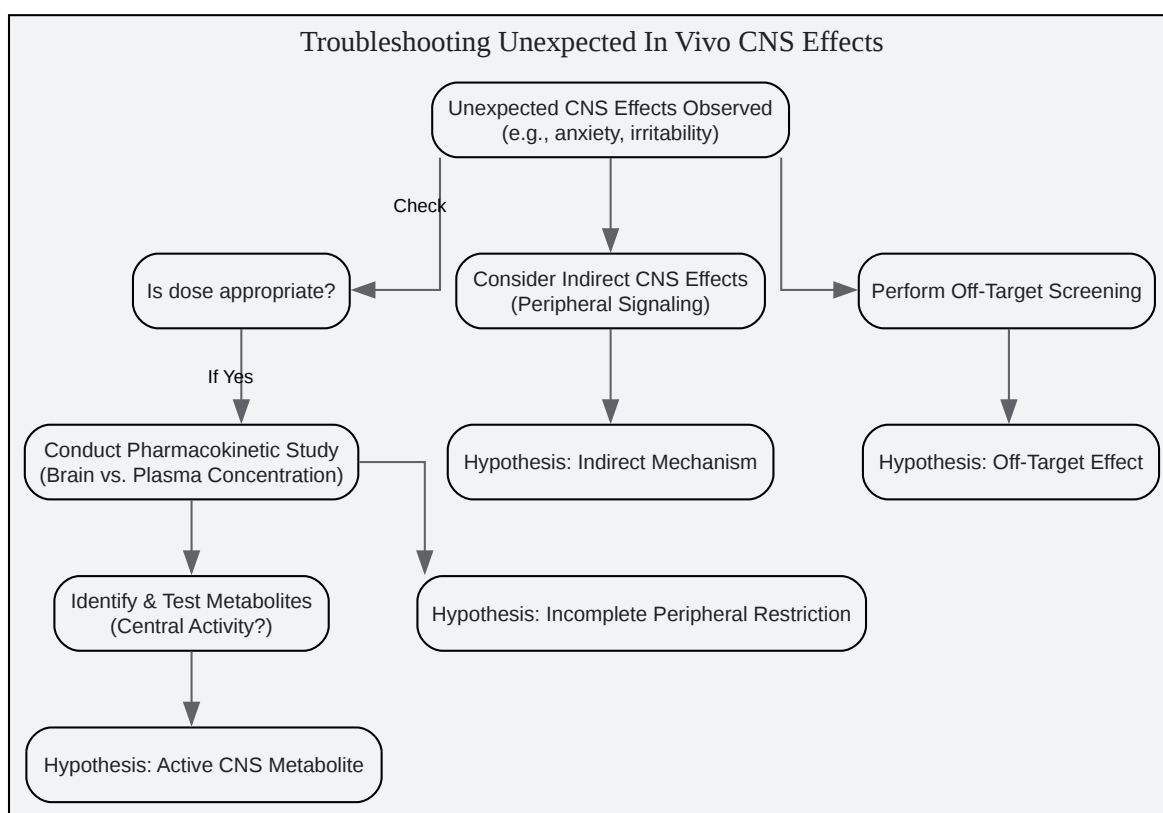 Troubleshooting Unexpected In Vivo CNS Effects
Unexpected CNS Effects Observed
(e.g., anxiety, irritability)
Check
Is dose appropriate?
Consider Indirect CNS Effects
(Peripheral Signaling)
Perform Off-Target Screening
If Yes
Conduct Pharmacokinetic Study
(Brain vs. Plasma Concentration)
Hypothesis: Indirect Mechanism
Hypothesis: Off-Target Effect
Identify & Test Metabolites
(Central Activity?)
Hypothesis: Incomplete Peripheral Restriction
Hypothesis: Active CNS Metabolite